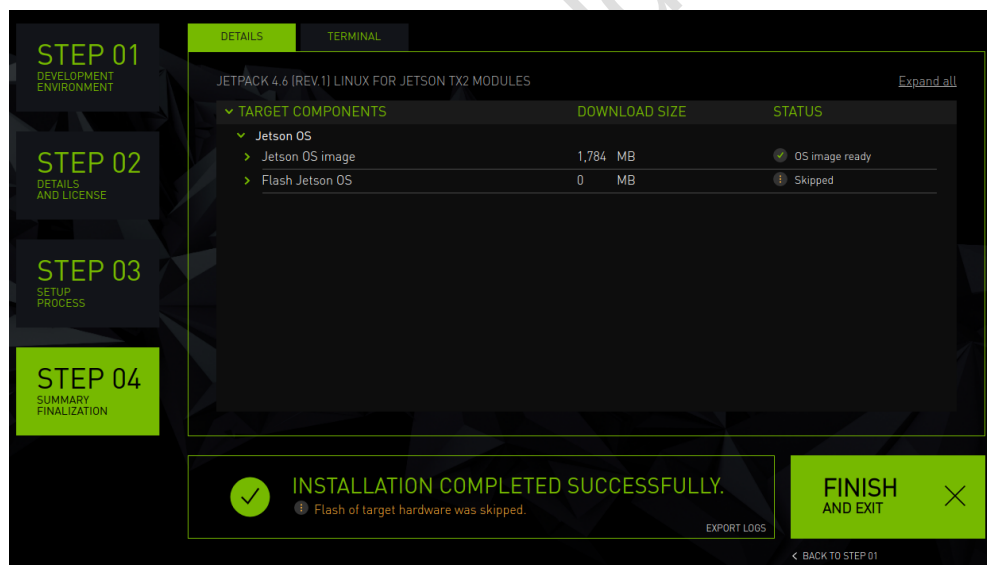 STEP 01
DEVELOPMENT
ENVIRONMENT
STEP 02
DETAILS
AND LICENSE
STEP 03
SETUP
PROCESS
STEP 04
SUMMARY
FINALIZATION
DETAILS TERMINAL
JETPACK 4.6 (REV.1) LINUX FOR JETSON TX2 MODULES Expand all
TARGET COMPONENTS DOWNLOAD SIZE STATUS
Jetson OS
Jetson OS image 1,784 MB OS image ready
Flash Jetson OS 0 MB Skipped
INSTALLATION COMPLETED SUCCESSFULLY.
Flash of target hardware was skipped.
EXPORT LOGS
FINISH
AND EXIT
BACK TO STEP 01